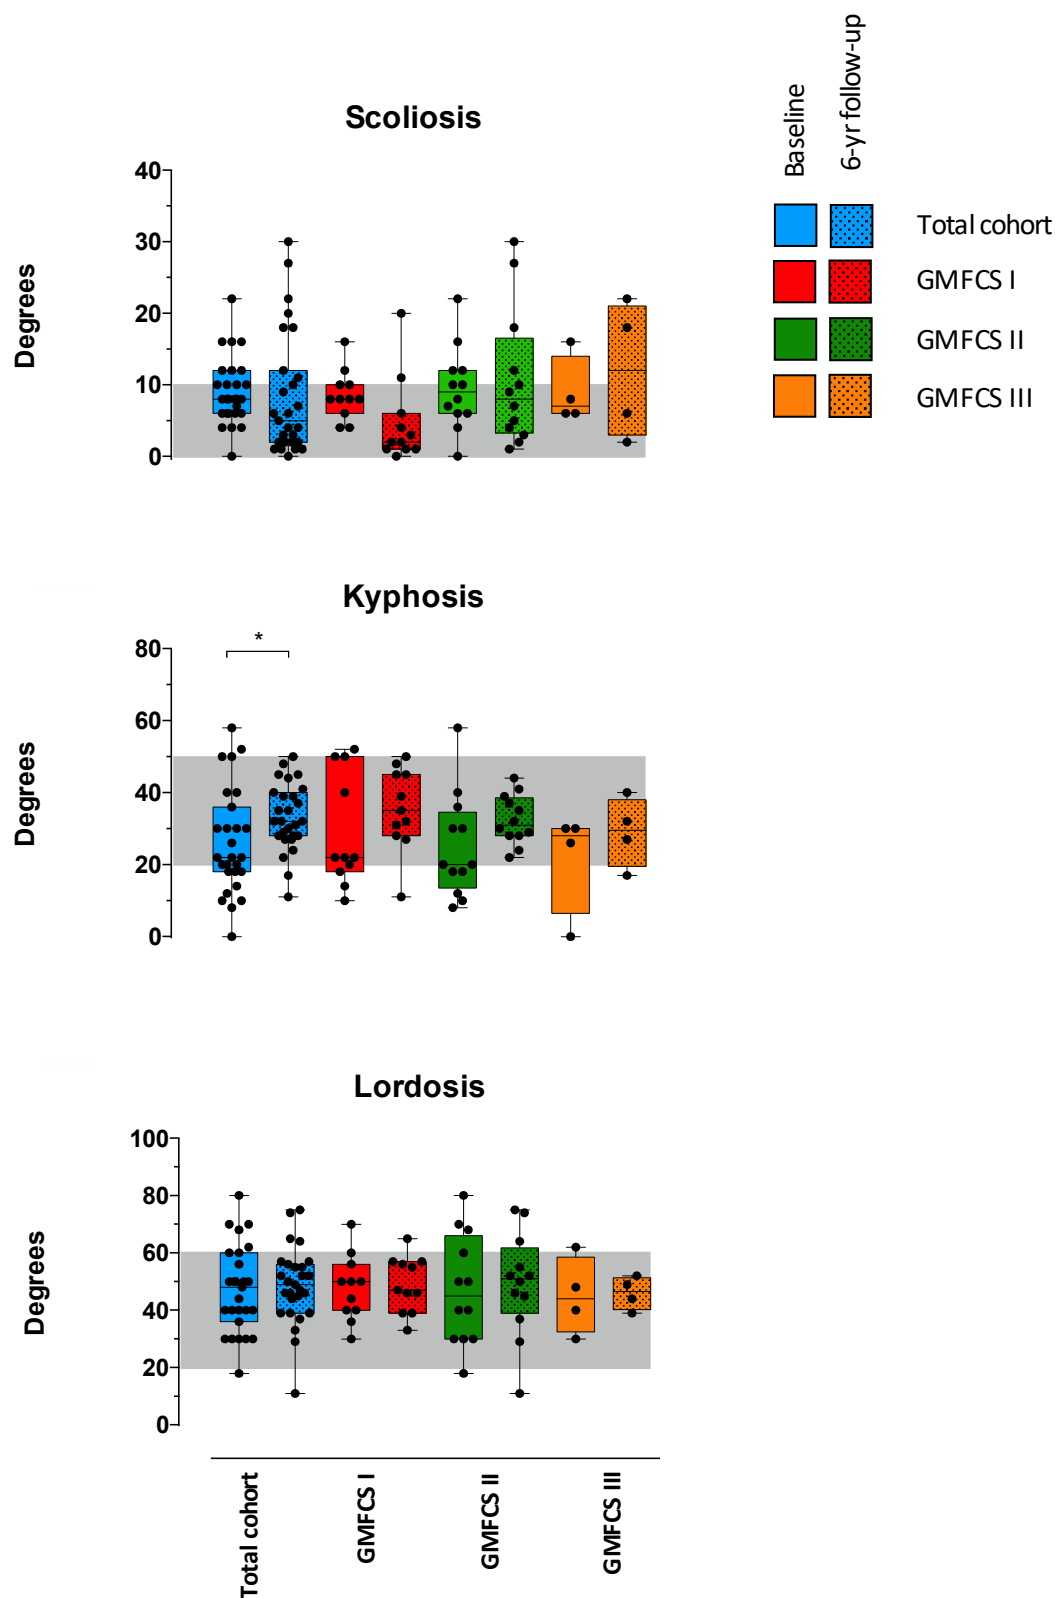 Baseline
6-yr follow-up
Total cohort
GMFCS I
GMFCS II
GMFCS III
Scoliosis
Degrees
40
30
20
10
0
Kyphosis
Degrees
*
80
60
40
20
0
Lordosis
Degrees
100
80
60
40
20
0
Total cohort
GMFCS I
GMFCS II
GMFCS III